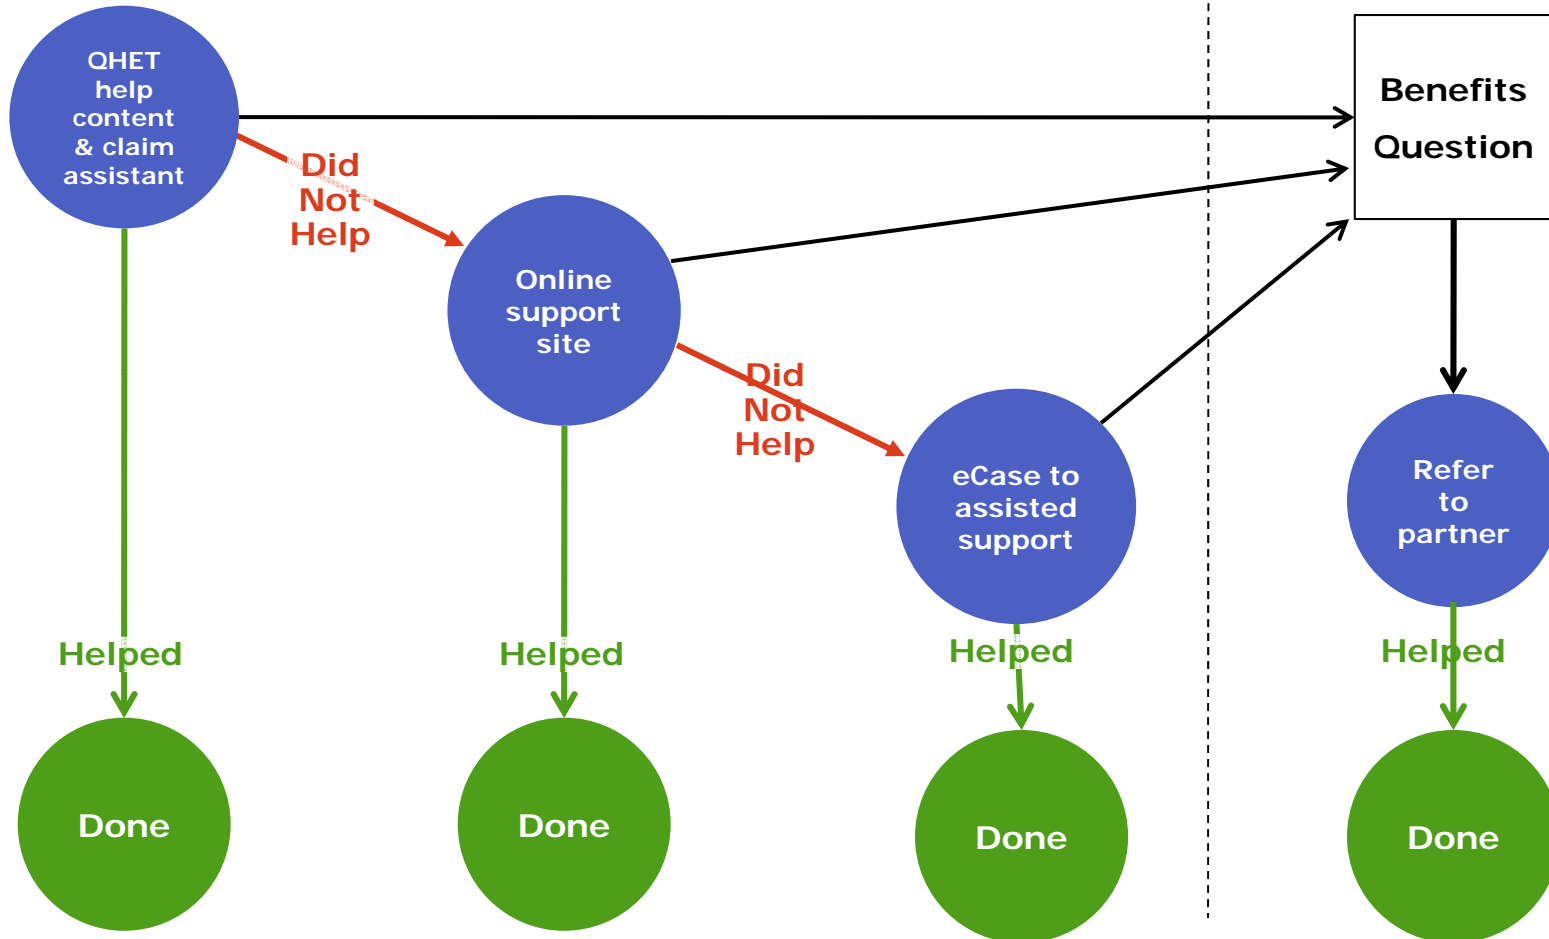 QHET
help
content
& claim
assistant
Benefits
Question
Did
Not
Help
Online
support
site
Did
Not
Help
eCase to
assisted
support
Refer
to
partner
Helped
Helped
Helped
Helped
Done
Done
Done
Done